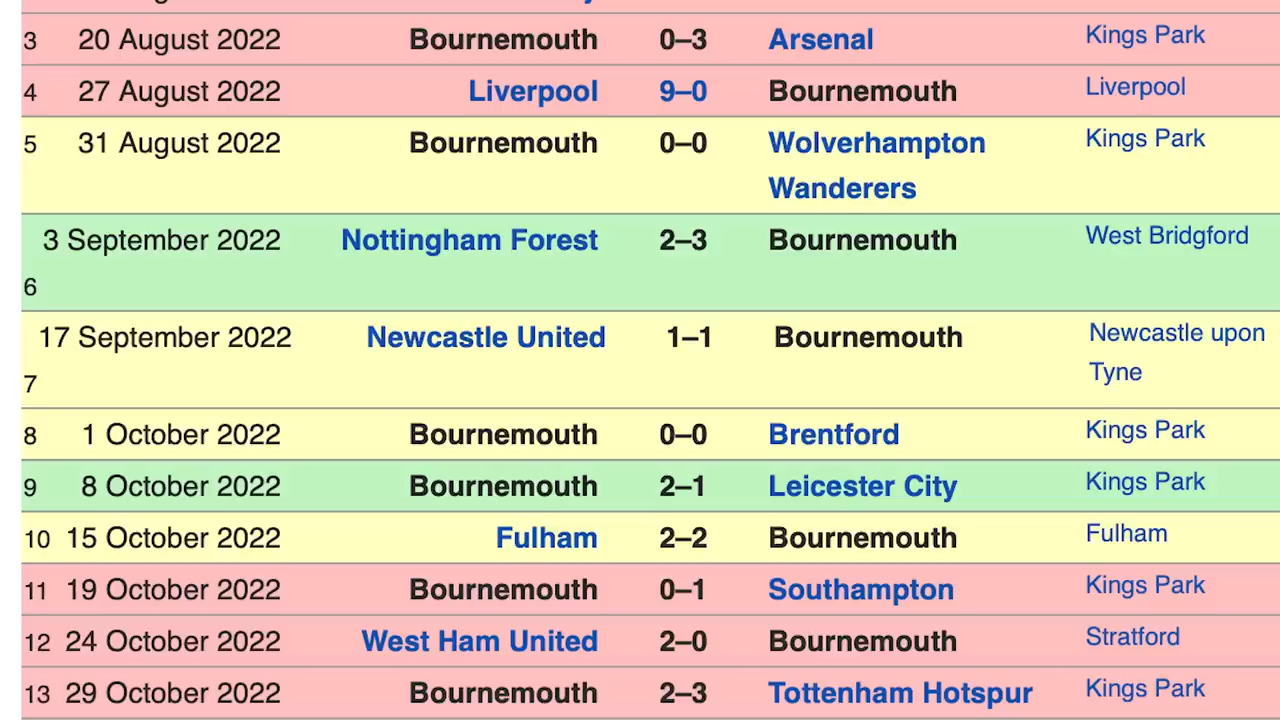 3 20 August 2022 Bournemouth 0–3 Arsenal Kings Park
4 27 August 2022 Liverpool 9–0 Bournemouth Liverpool
5 31 August 2022 Bournemouth 0–0 Wolverhampton Kings Park
Wanderers
3 September 2022 Nottingham Forest 2–3 Bournemouth West Bridgford
6
17 September 2022 Newcastle United 1–1 Bournemouth Newcastle upon
Tyne
7
8 1 October 2022 Bournemouth 0–0 Brentford Kings Park
9 8 October 2022 Bournemouth 2–1 Leicester City Kings Park
10 15 October 2022 Fulham 2–2 Bournemouth Fulham
11 19 October 2022 Bournemouth 0–1 Southampton Kings Park
12 24 October 2022 West Ham United 2–0 Bournemouth Stratford
13 29 October 2022 Bournemouth 2–3 Tottenham Hotspur Kings Park